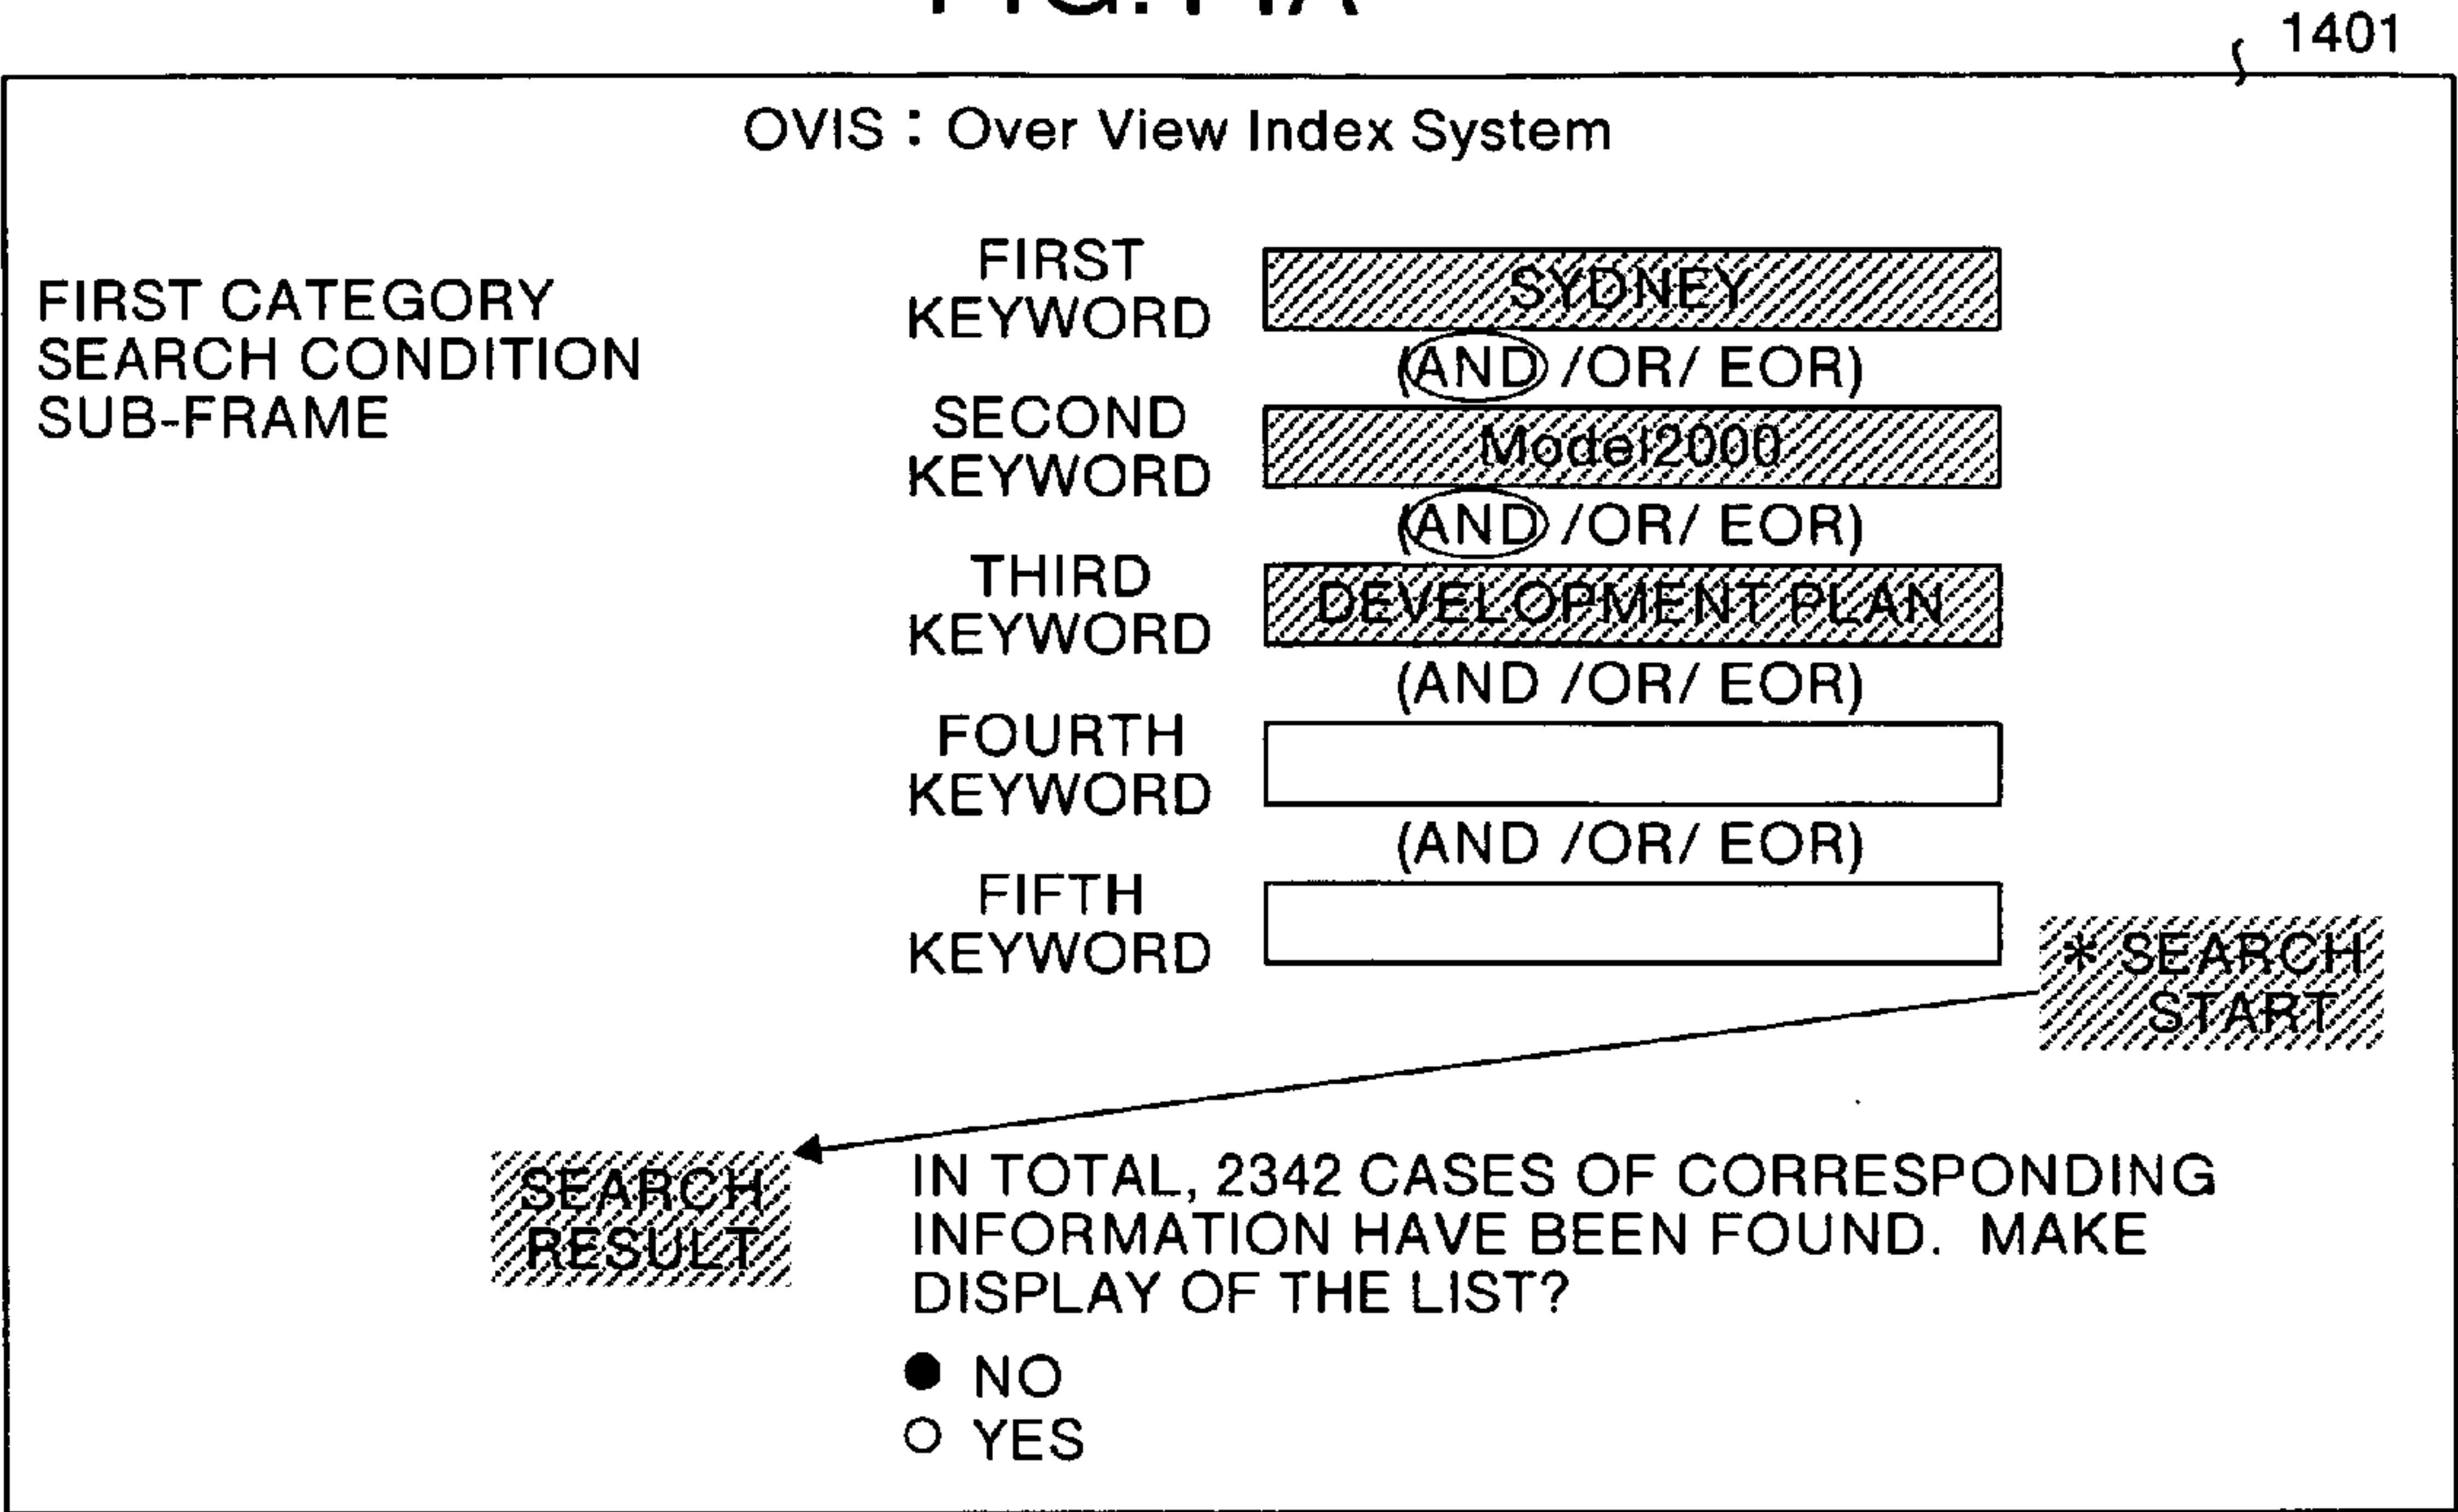 FIG. 14A
1401
OVIS : Over View Index System
FIRST CATEGORY
SEARCH CONDITION
SUB-FRAME
FIRST
KEYWORD
SYDNEY
(AND /OR/ EOR)
SECOND
KEYWORD
Model2000
(AND /OR/ EOR)
THIRD
KEYWORD
DEVELOPMENT PLAN
(AND /OR/ EOR)
FOURTH
KEYWORD
(AND /OR/ EOR)
FIFTH
KEYWORD
* SEARCH
START
SEARCH
RESULT
IN TOTAL, 2342 CASES OF CORRESPONDING
INFORMATION HAVE BEEN FOUND. MAKE
DISPLAY OF THE LIST?
● NO
○ YES